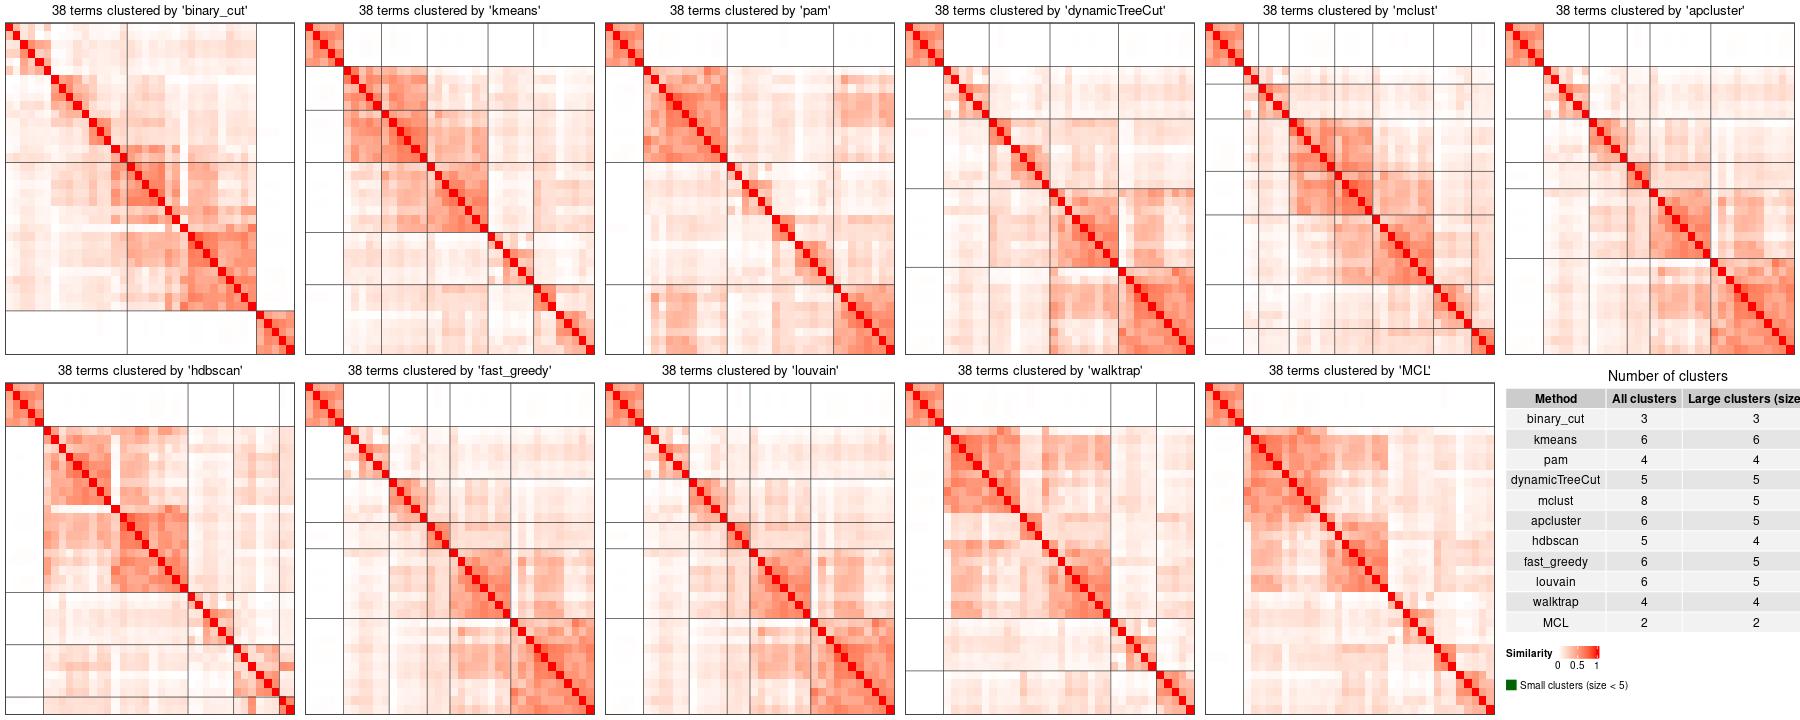 38 terms clustered by 'binary_cut'
38 terms clustered by 'kmeans'
38 terms clustered by 'pam'
38 terms clustered by 'dynamicTreeCut'
38 terms clustered by 'mclust'
38 terms clustered by 'apcluster'
38 terms clustered by 'hdbscan'
38 terms clustered by 'fast_greedy'
38 terms clustered by 'louvain'
38 terms clustered by 'walktrap'
38 terms clustered by 'MCL'
Number of clusters
Method All clusters Large clusters (size
binary_cut 3 3
kmeans 6 6
pam 4 4
dynamicTreeCut 5 5
mclust 8 5
apcluster 6 5
hdbscan 5 4
fast_greedy 6 5
louvain 6 5
walktrap 4 4
MCL 2 2
Similarity
0 0.5 1
Small clusters (size < 5)